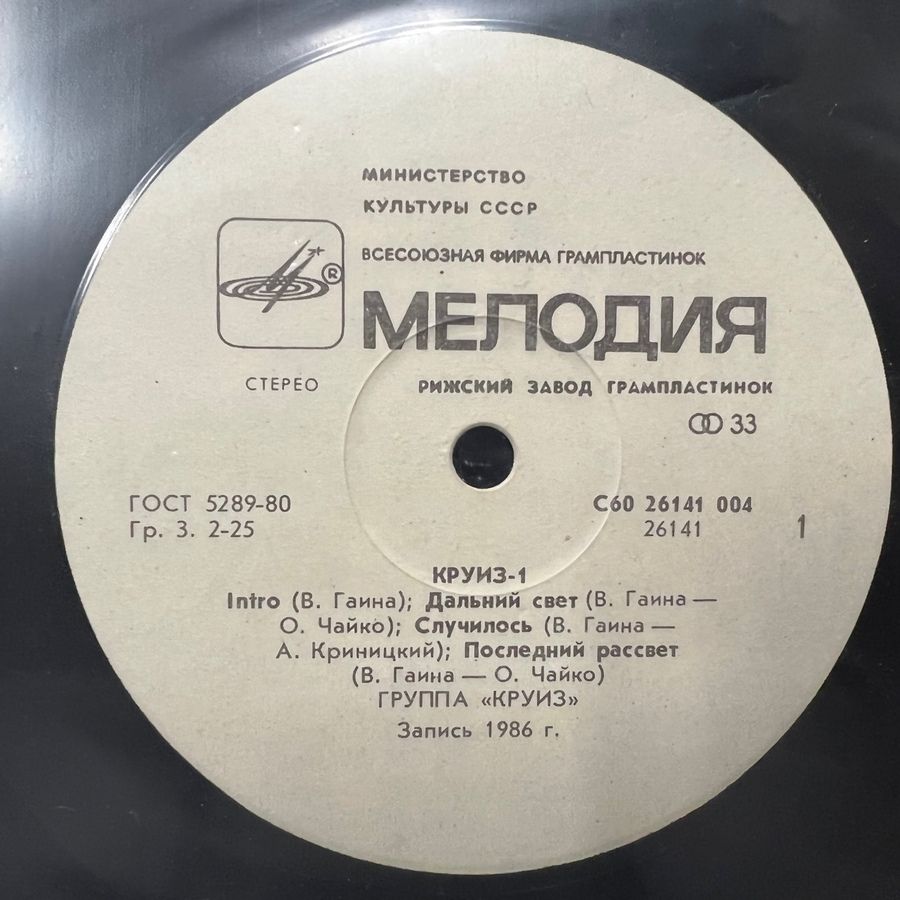 МИНИСТЕРСТВО
КУЛЬТУРЫ СССР
ВСЕСОЮЗНАЯ ФИРМА ГРАМПЛАСТИНОК
®
МЕЛОДИЯ
СТЕРЕО
РИЖСКИЙ ЗАВОД ГРАМПЛАСТИНОК
33
ГОСТ 5289-80
С60 26141 004
Гр. 3. 2-25
26141
1
КРУИЗ-1
Intro (В. Гаина); Дальний свет (В. Гаина —
О. Чайко); Случилось (В. Гаина —
А. Криницкий); Последний рассвет
(В. Гаина — О. Чайко)
ГРУППА «КРУИЗ»
Запись 1986 г.